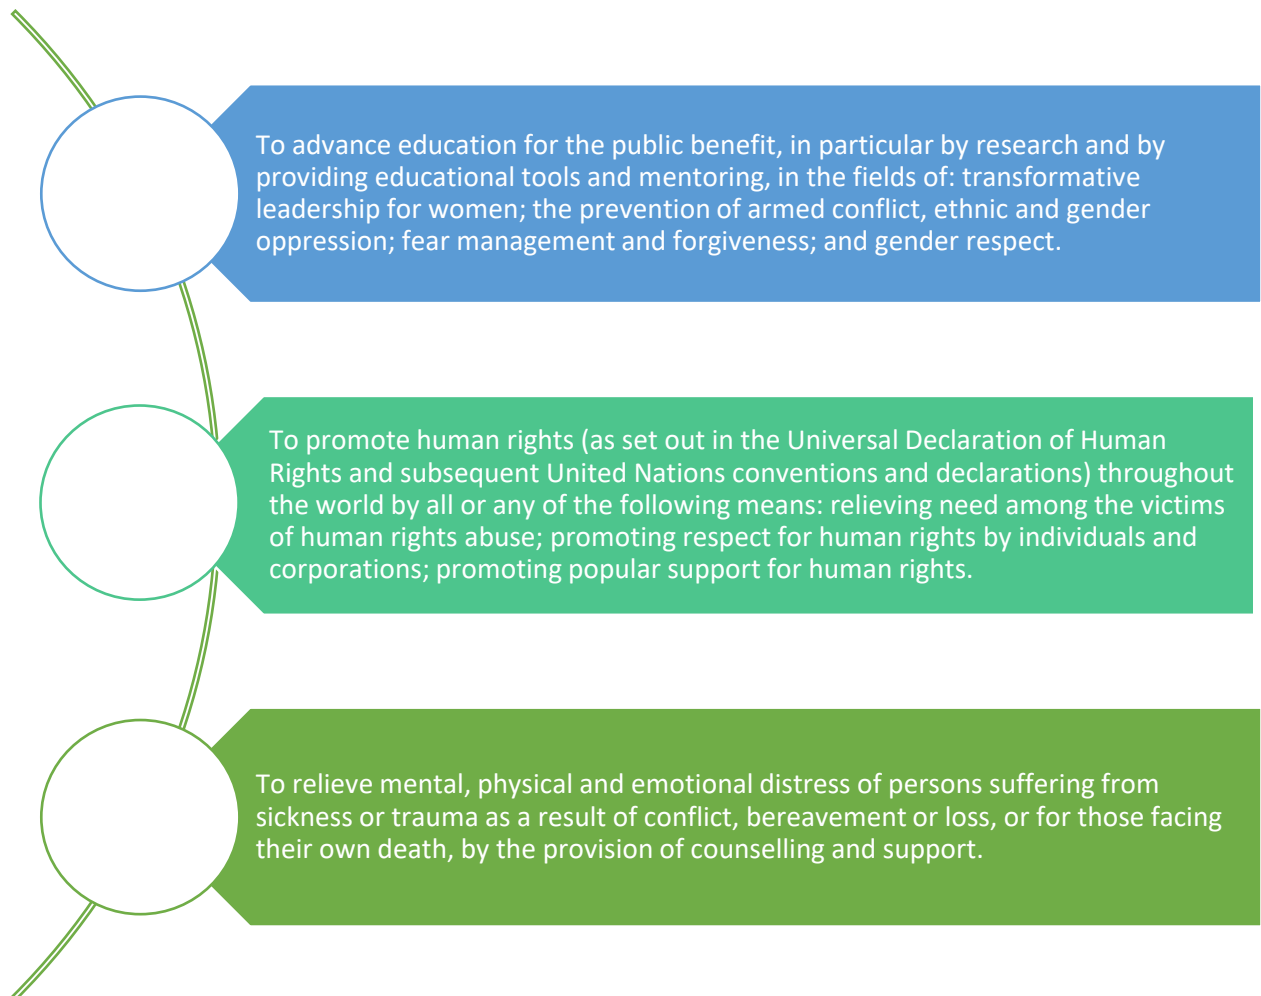 To advance education for the public benefit, in particular by research and by
providing educational tools and mentoring, in the fields of: transformative
leadership for women; the prevention of armed conflict, ethnic and gender
oppression; fear management and forgiveness; and gender respect.
To promote human rights (as set out in the Universal Declaration of Human
Rights and subsequent United Nations conventions and declarations) throughout
the world by all or any of the following means: relieving need among the victims
of human rights abuse; promoting respect for human rights by individuals and
corporations; promoting popular support for human rights.
To relieve mental, physical and emotional distress of persons suffering from
sickness or trauma as a result of conflict, bereavement or loss, or for those facing
their own death, by the provision of counselling and support.